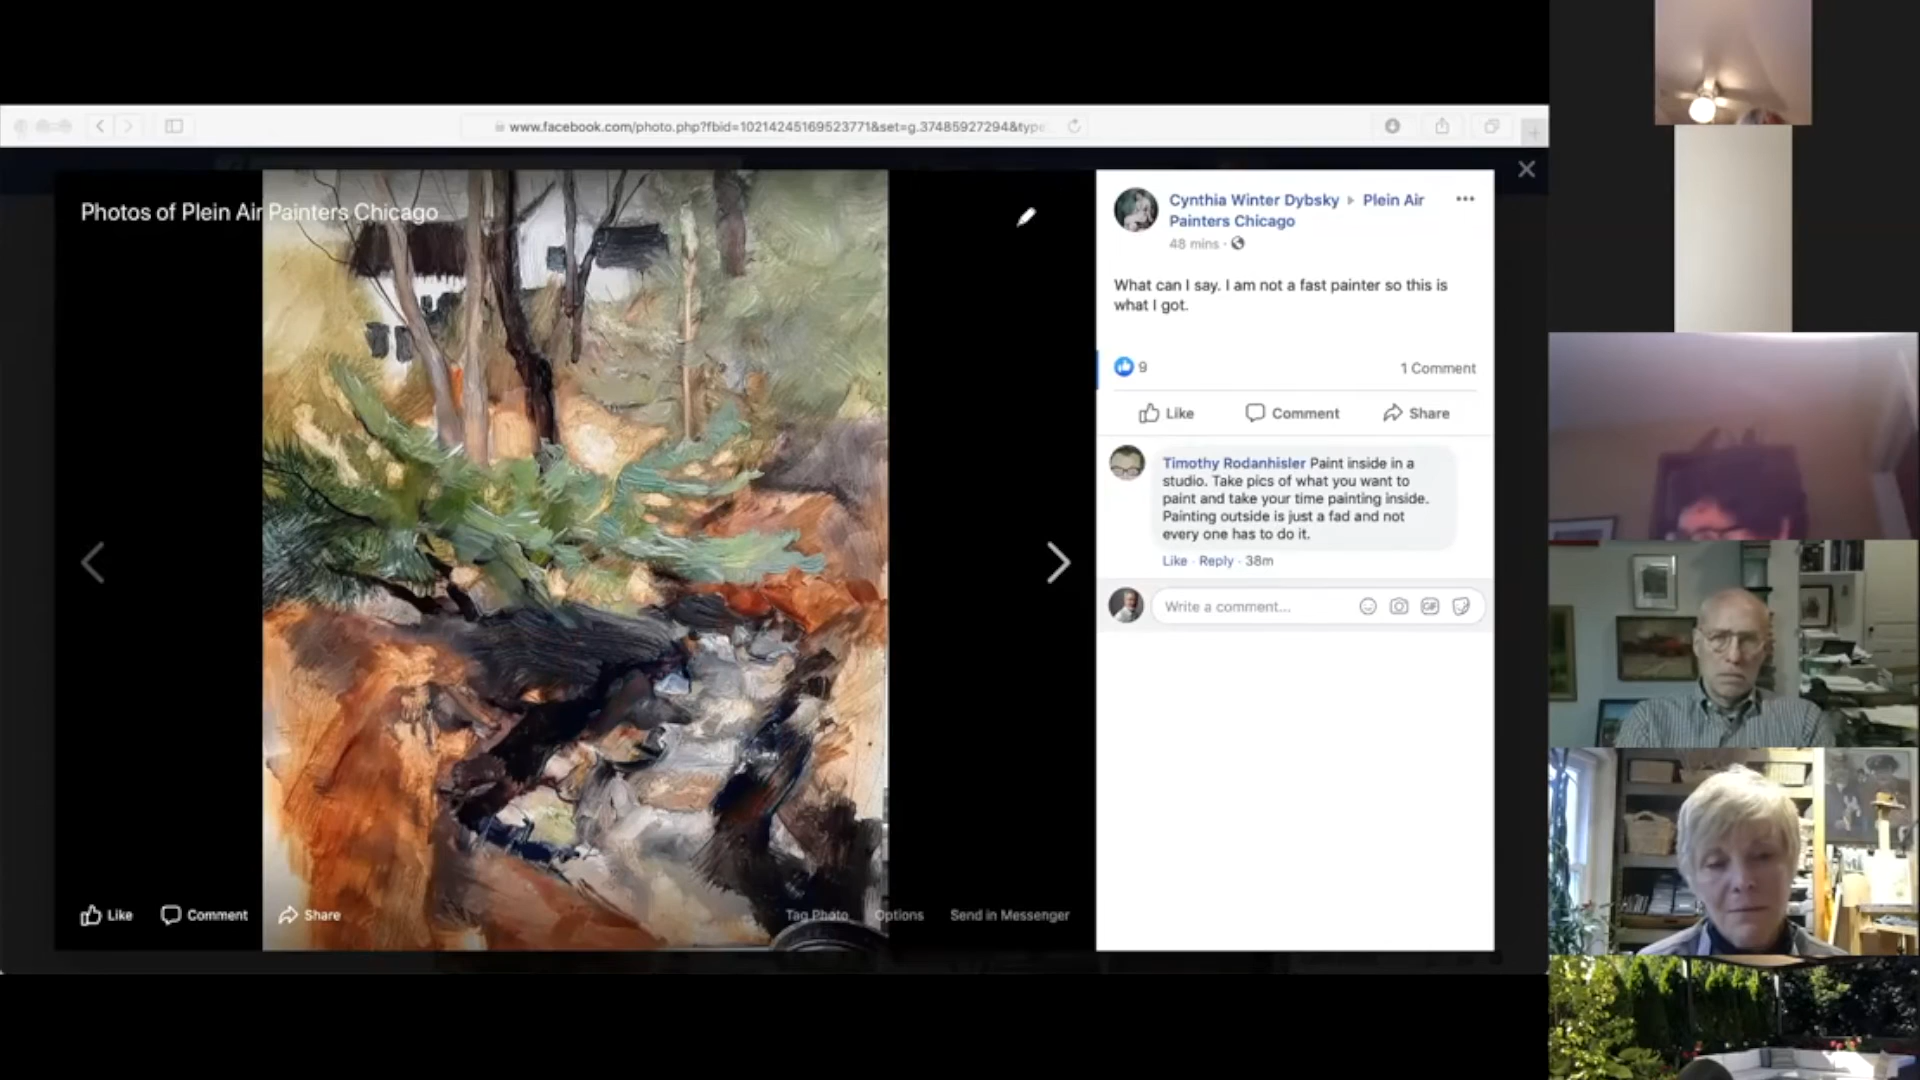 www.facebook.com/photo.php?fbid=10214245169523771&set=g.37485927294&type...
Photos of Plein Air Painters Chicago
Cynthia Winter Dybsky ▸ Plein Air
Painters Chicago
48 mins ·
What can I say. I am not a fast painter so this is
what I got.
9
1 Comment
Like Comment Share
Timothy Rodanhisler Paint inside in a
studio. Take pics of what you want to
paint and take your time painting inside.
Painting outside is just a fad and not
every one has to do it.
Like · Reply · 38m
Write a comment...
GIF
Like Comment Share
Tag Photo Options Send in Messenger